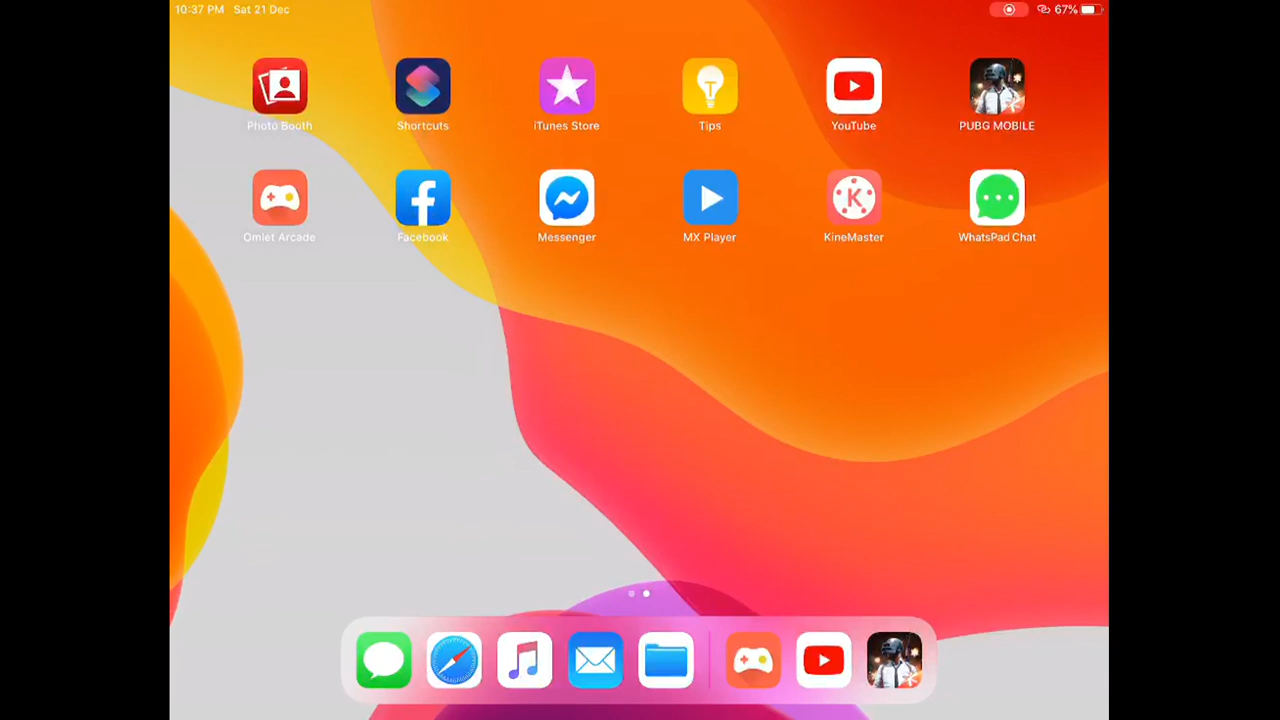 10:37 PM Sat 21 Dec 67%
Photo Booth Shortcuts iTunes Store Tips YouTube PUBG MOBILE
Omlet Arcade Facebook Messenger MX Player KineMaster WhatsPad Chat